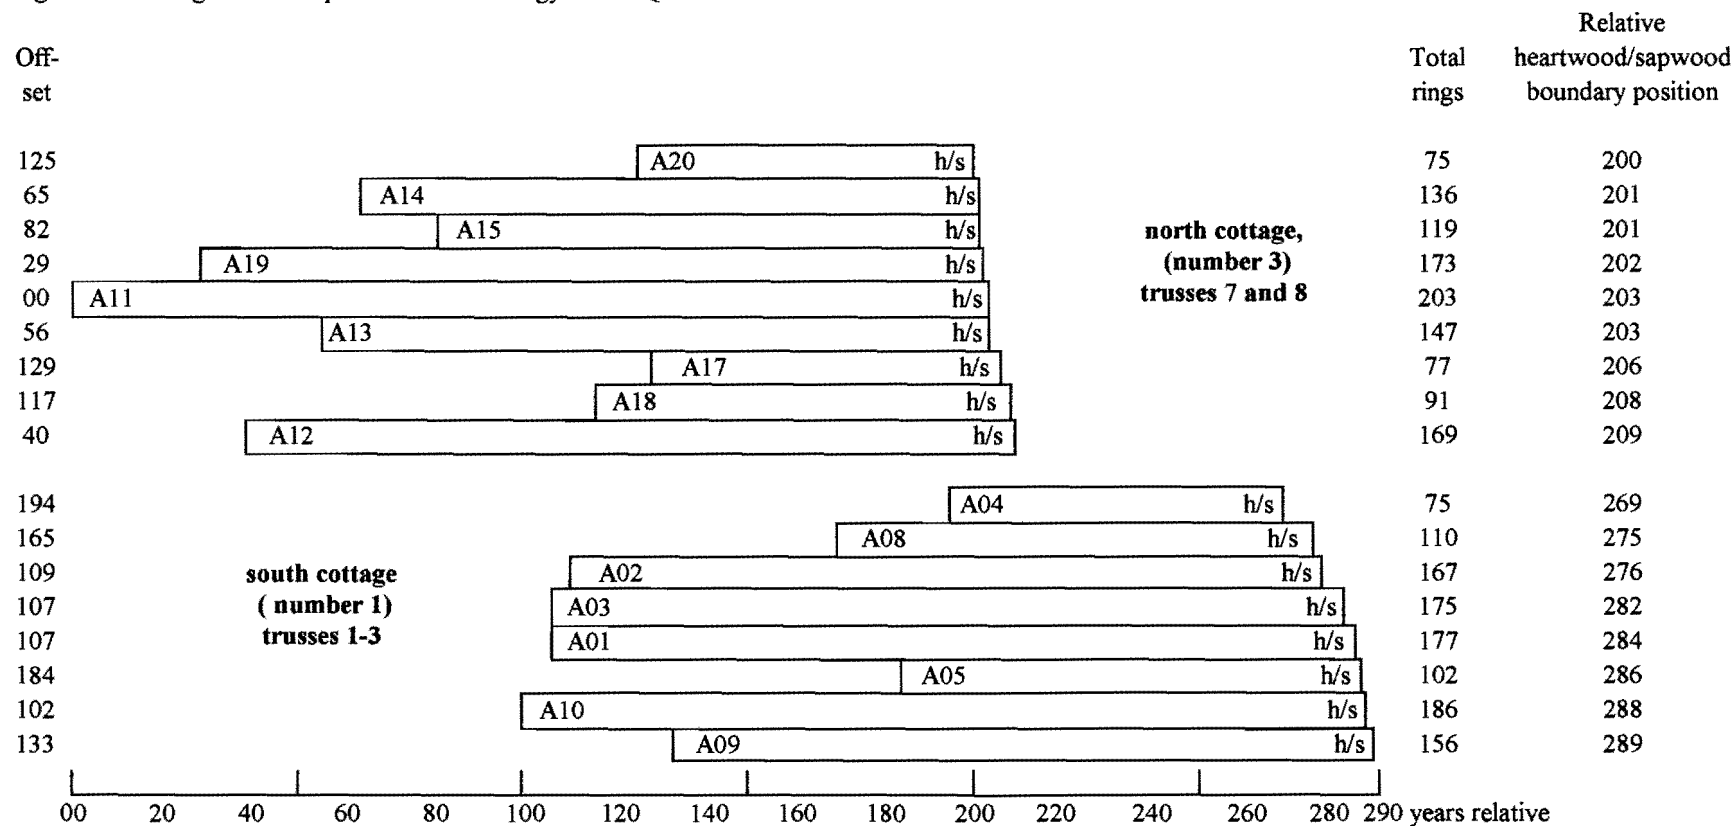 Off-
set
Total
rings
Relative
heartwood/sapwood
boundary position
125 A20 h/s 75 200
65 A14 h/s 136 201
82 A15 h/s 119 201
29 A19 h/s 173 202
00 A11 h/s 203 203
56 A13 h/s 147 203
129 A17 h/s 77 206
117 A18 h/s 91 208
40 A12 h/s 169 209
north cottage,
(number 3)
trusses 7 and 8
194 A04 h/s 75 269
165 A08 h/s 110 275
109 A02 h/s 167 276
107 A03 h/s 175 282
107 A01 h/s 177 284
184 A05 h/s 102 286
102 A10 h/s 186 288
133 A09 h/s 156 289
south cottage
( number 1)
trusses 1-3
00 20 40 60 80 100 120 140 160 180 200 220 240 260 280 290 years relative